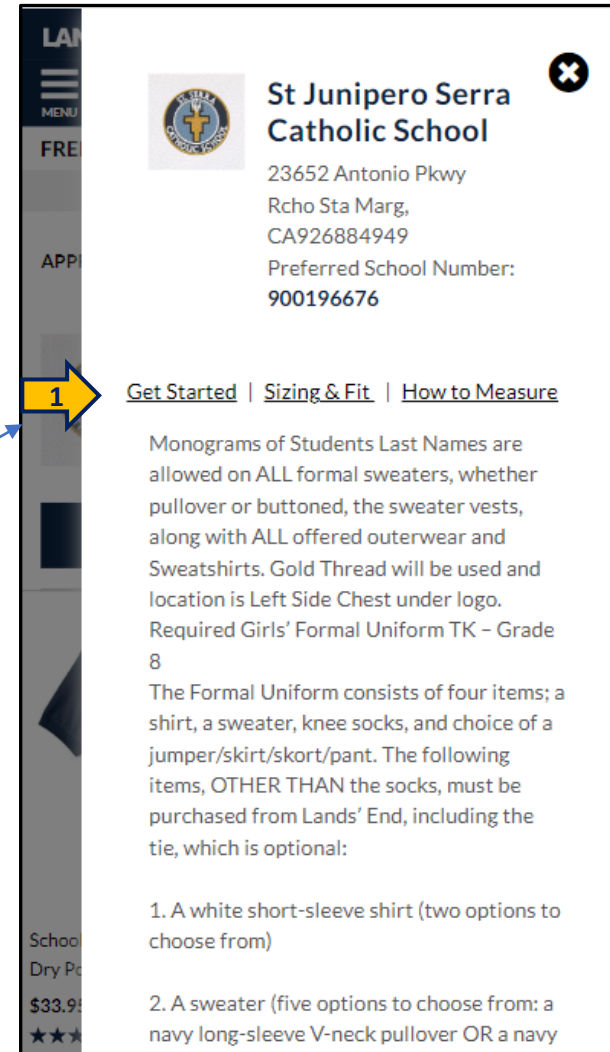 LAN
MENU
FREE
APP
St Junipero Serra
Catholic School
23652 Antonio Pkwy
Rcho Sta Marg,
CA926884949
Preferred School Number:
900196676
1
Get Started | Sizing & Fit | How to Measure
Monograms of Students Last Names are
allowed on ALL formal sweaters, whether
pullover or buttoned, the sweater vests,
along with ALL offered outerwear and
Sweatshirts. Gold Thread will be used and
location is Left Side Chest under logo.
Required Girls' Formal Uniform TK – Grade
8
The Formal Uniform consists of four items; a
shirt, a sweater, knee socks, and choice of a
jumper/skirt/skort/pant. The following
items, OTHER THAN the socks, must be
purchased from Lands' End, including the
tie, which is optional:
1. A white short-sleeve shirt (two options to
choose from)
2. A sweater (five options to choose from: a
navy long-sleeve V-neck pullover OR a navy
School
Dry Po
$33.95